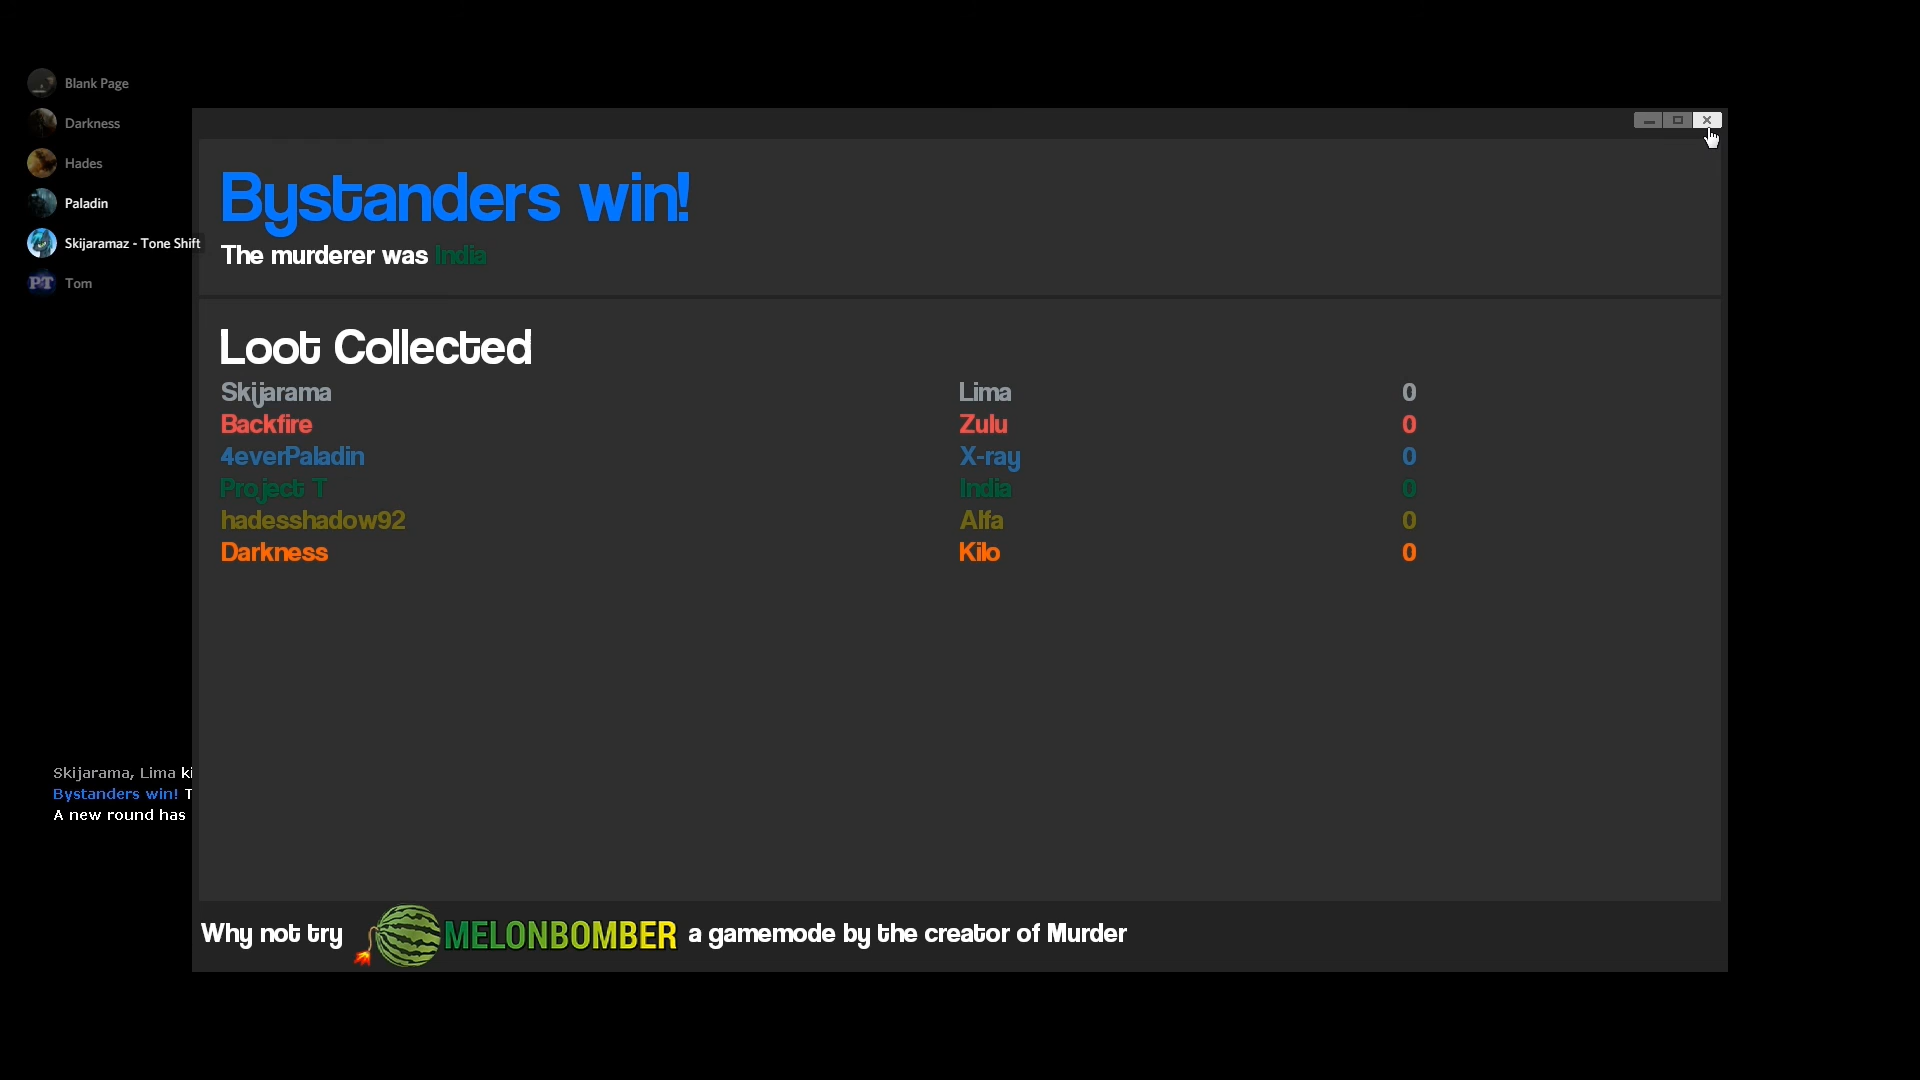 Blank Page
Darkness
Hades
Paladin
Skijaramaz - Tone Shift
PT Tom
Bystanders win!
The murderer was India
Loot Collected
Skijarama Lima 0
Backfire Zulu 0
4everPaladin X-ray 0
Project T India 0
hadesshadow92 Alfa 0
Darkness Kilo 0
Skijarama, Lima ki
Bystanders win! T
A new round has
Why not try MELONBOMBER a gamemode by the creator of Murder